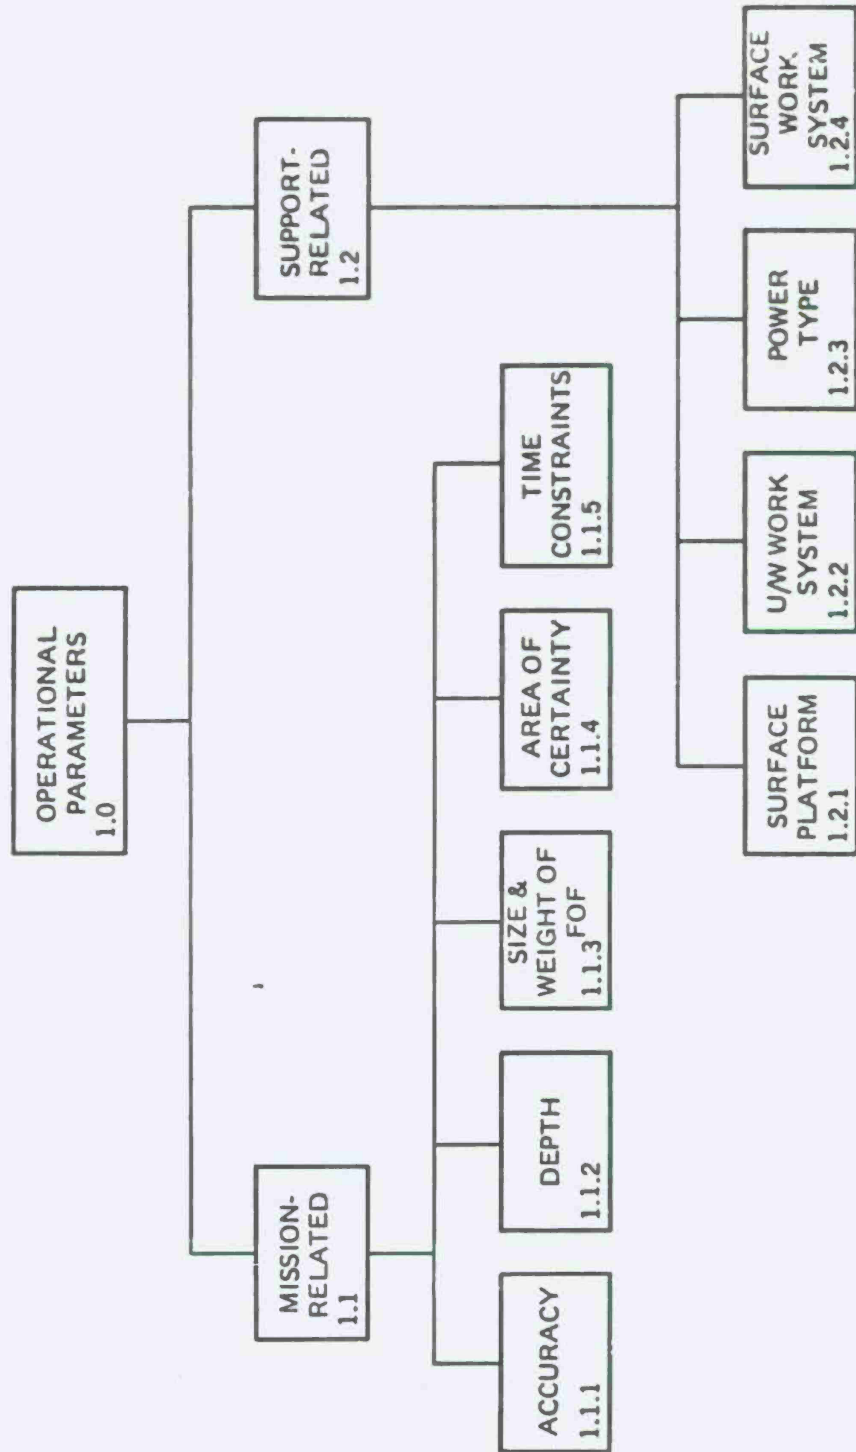 OPERATIONAL
PARAMETERS
1.0
MISSION-
RELATED
1.1
SUPPORT-
RELATED
1.2
ACCURACY
1.1.1
DEPTH
1.1.2
SIZE &
WEIGHT OF
FOF
1.1.3
AREA OF
CERTAINTY
1.1.4
TIME
CONSTRAINTS
1.1.5
SURFACE
PLATFORM
1.2.1
U/W WORK
SYSTEM
1.2.2
POWER
TYPE
1.2.3
SURFACE
WORK
SYSTEM
1.2.4